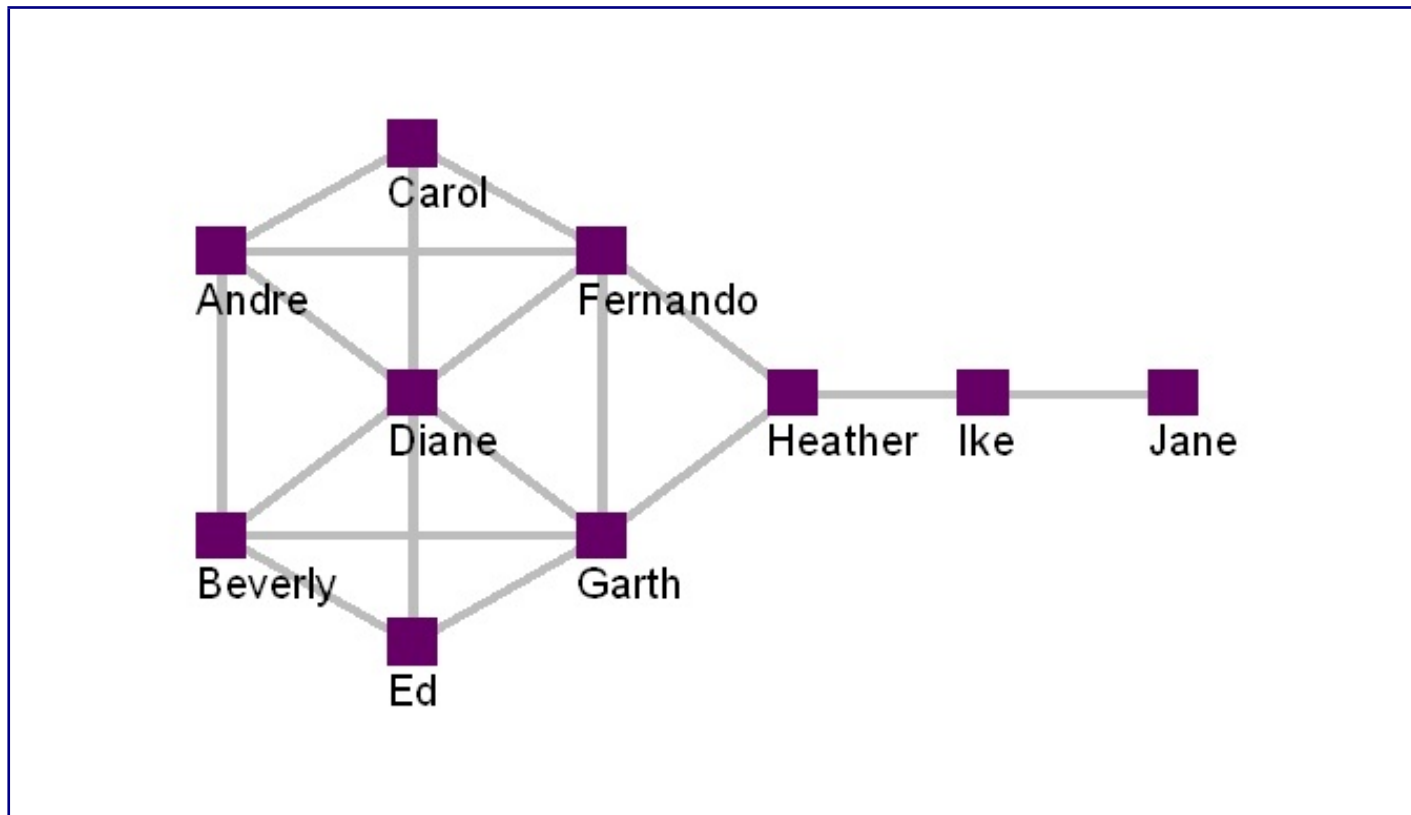 Carol
Andre
Fernando
Diane
Heather
Ike
Jane
Beverly
Garth
Ed